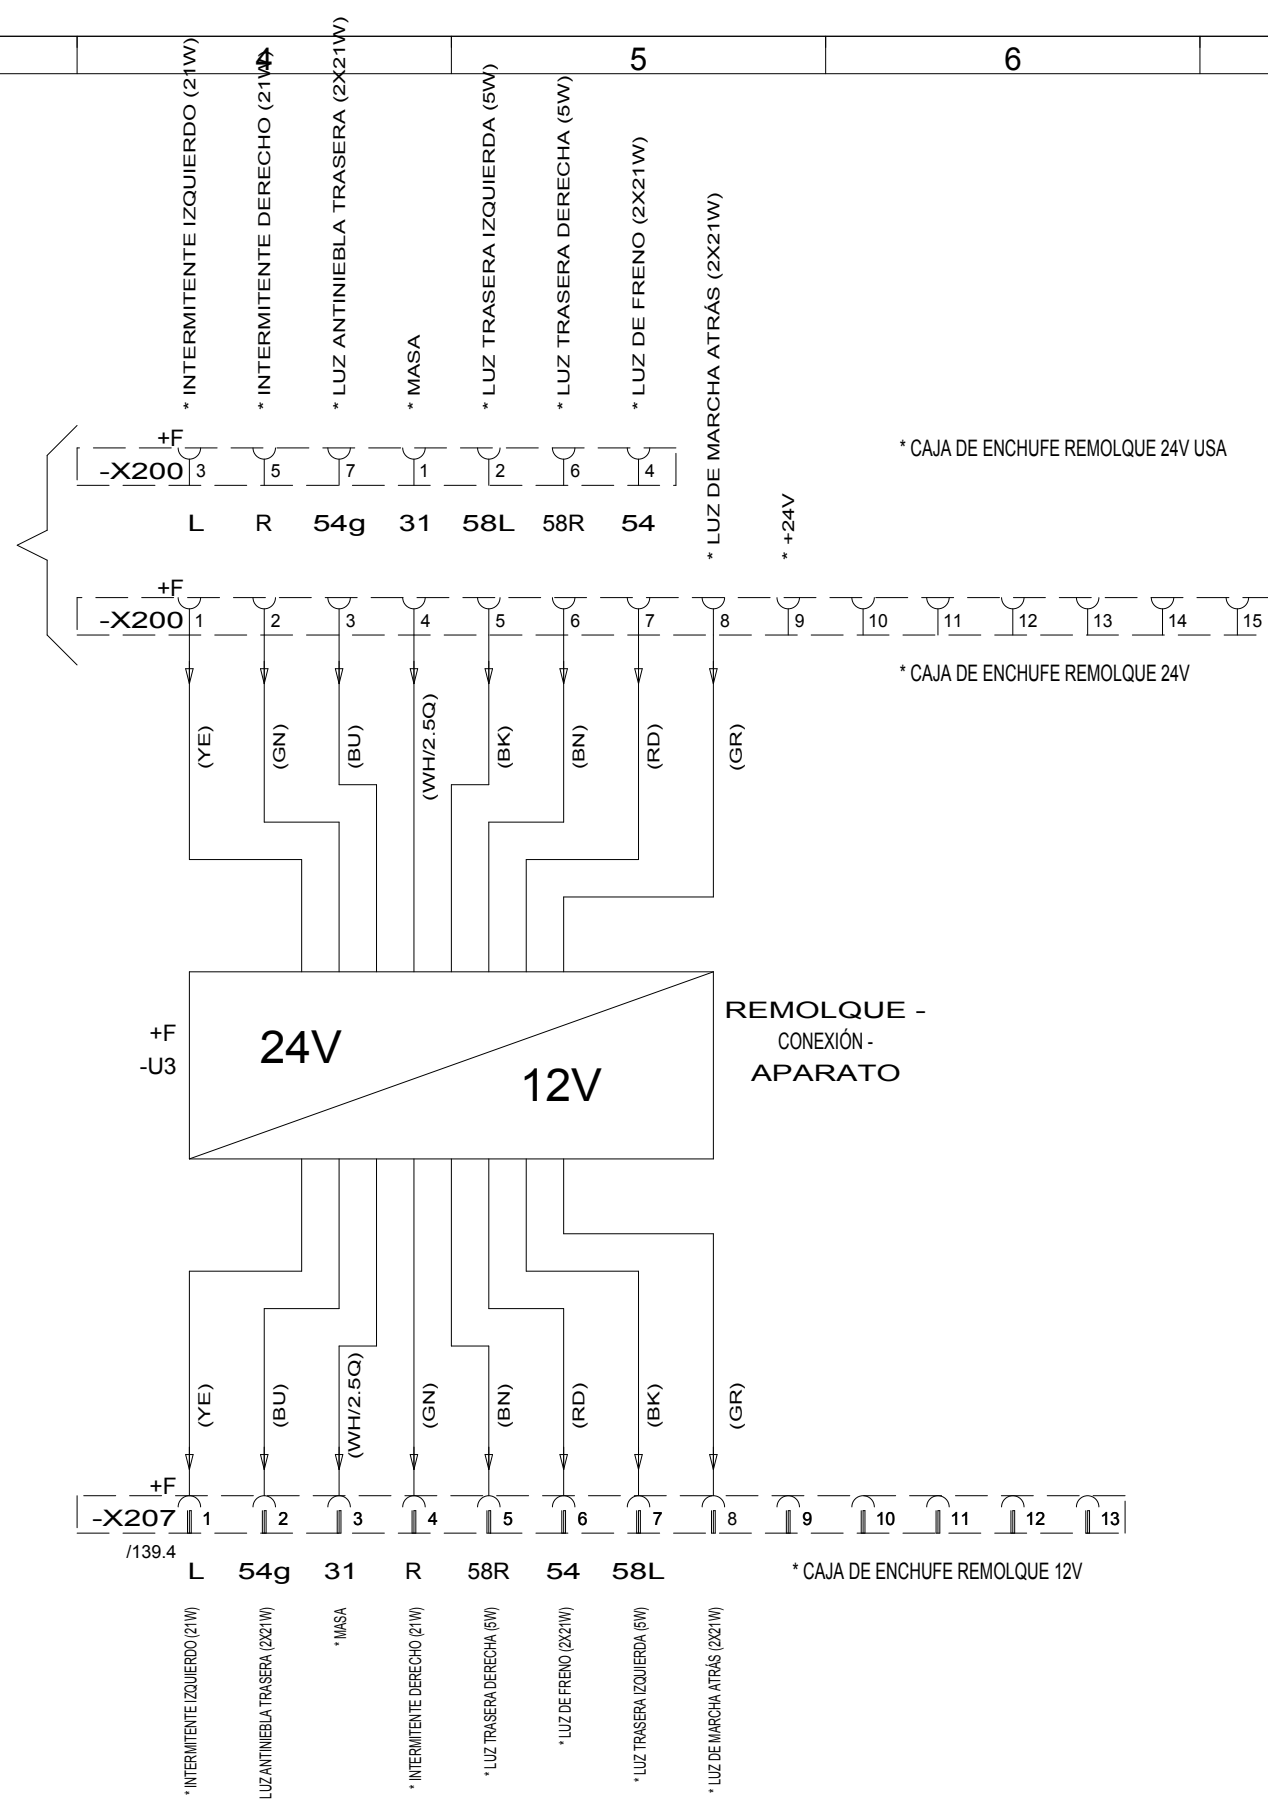 4
5
6
* INTERMITENTE IZQUIERDO (21W)
* INTERMITENTE DERECHO (21W)
* LUZ ANTINIEBLA TRASERA (2X21W)
* MASA
* LUZ TRASERA IZQUIERDA (5W)
* LUZ TRASERA DERECHA (5W)
* LUZ DE FRENO (2X21W)
* LUZ DE MARCHA ATRÁS (2X21W)
* +24V
* CAJA DE ENCHUFE REMOLQUE 24V USA
+F
-X200 3 5 7 1 2 6 4
L R 54g 31 58L 58R 54
+F
-X200 1 2 3 4 5 6 7 8 9 10 11 12 13 14 15
* CAJA DE ENCHUFE REMOLQUE 24V
(YE) (GN) (BU) (WH/2.5Q) (BK) (BN) (RD) (GR)
+F
-U3
24V
12V
REMOLQUE -
CONEXIÓN -
APARATO
(YE) (BU) (WH/2.5Q) (GN) (BN) (RD) (BK) (GR)
+F
-X207 1 2 3 4 5 6 7 8 9 10 11 12 13
/139.4
L 54g 31 R 58R 54 58L
* CAJA DE ENCHUFE REMOLQUE 12V
* INTERMITENTE IZQUIERDO (21W)
LUZ ANTINIEBLA TRASERA (2X21W)
* MASA
* INTERMITENTE DERECHO (21W)
* LUZ TRASERA DERECHA (5W)
* LUZ DE FRENO (2X21W)
* LUZ TRASERA IZQUIERDA (5W)
* LUZ DE MARCHA ATRÁS (2X21W)